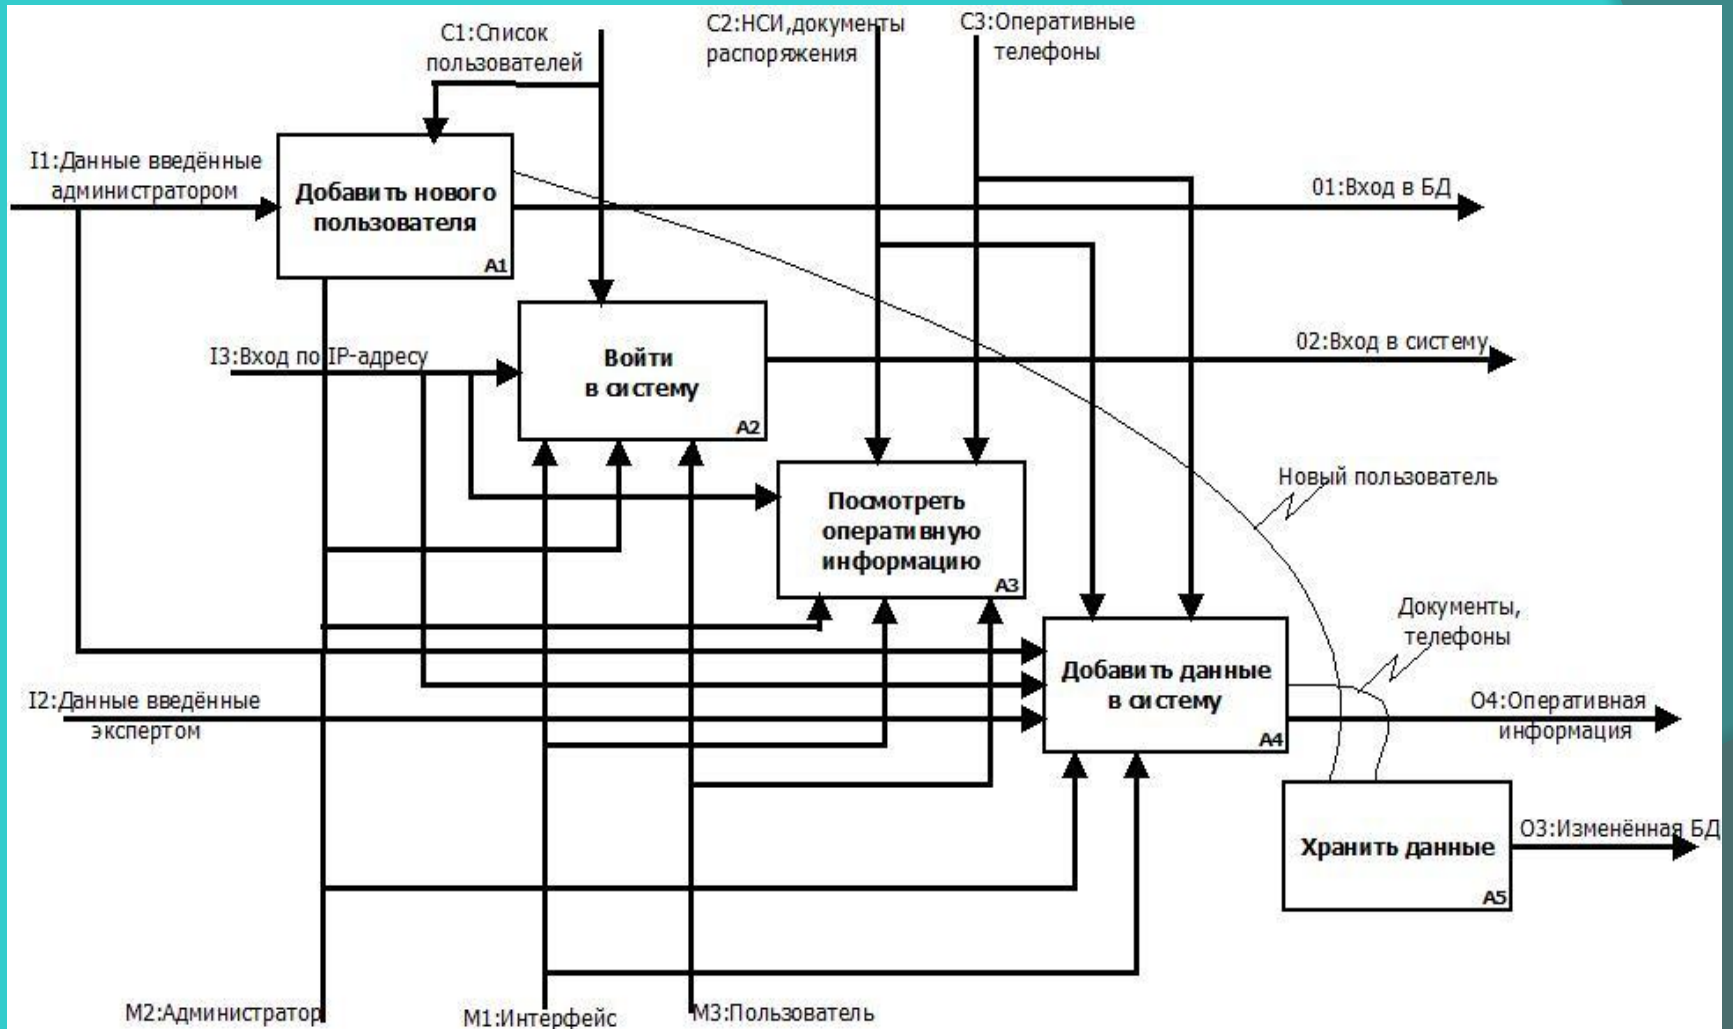 C1:Список
пользователей
C2:НСИ,документы
распоряжения
C3:Оперативные
телефоны
I1:Данные введённые
администратором
Добавить нового
пользователя
A1
01:Вход в БД
I3:Вход по IP-адресу
Войти
в систему
A2
02:Вход в систему
Посмотреть
оперативную
информацию
A3
Новый пользователь
Документы,
телефоны
I2:Данные введённые
экспертом
Добавить данные
в систему
A4
O4:Оперативная
информация
Хранить данные
A5
O3:Изменённая БД
M2:Администратор
M1:Интерфейс
M3:Пользователь